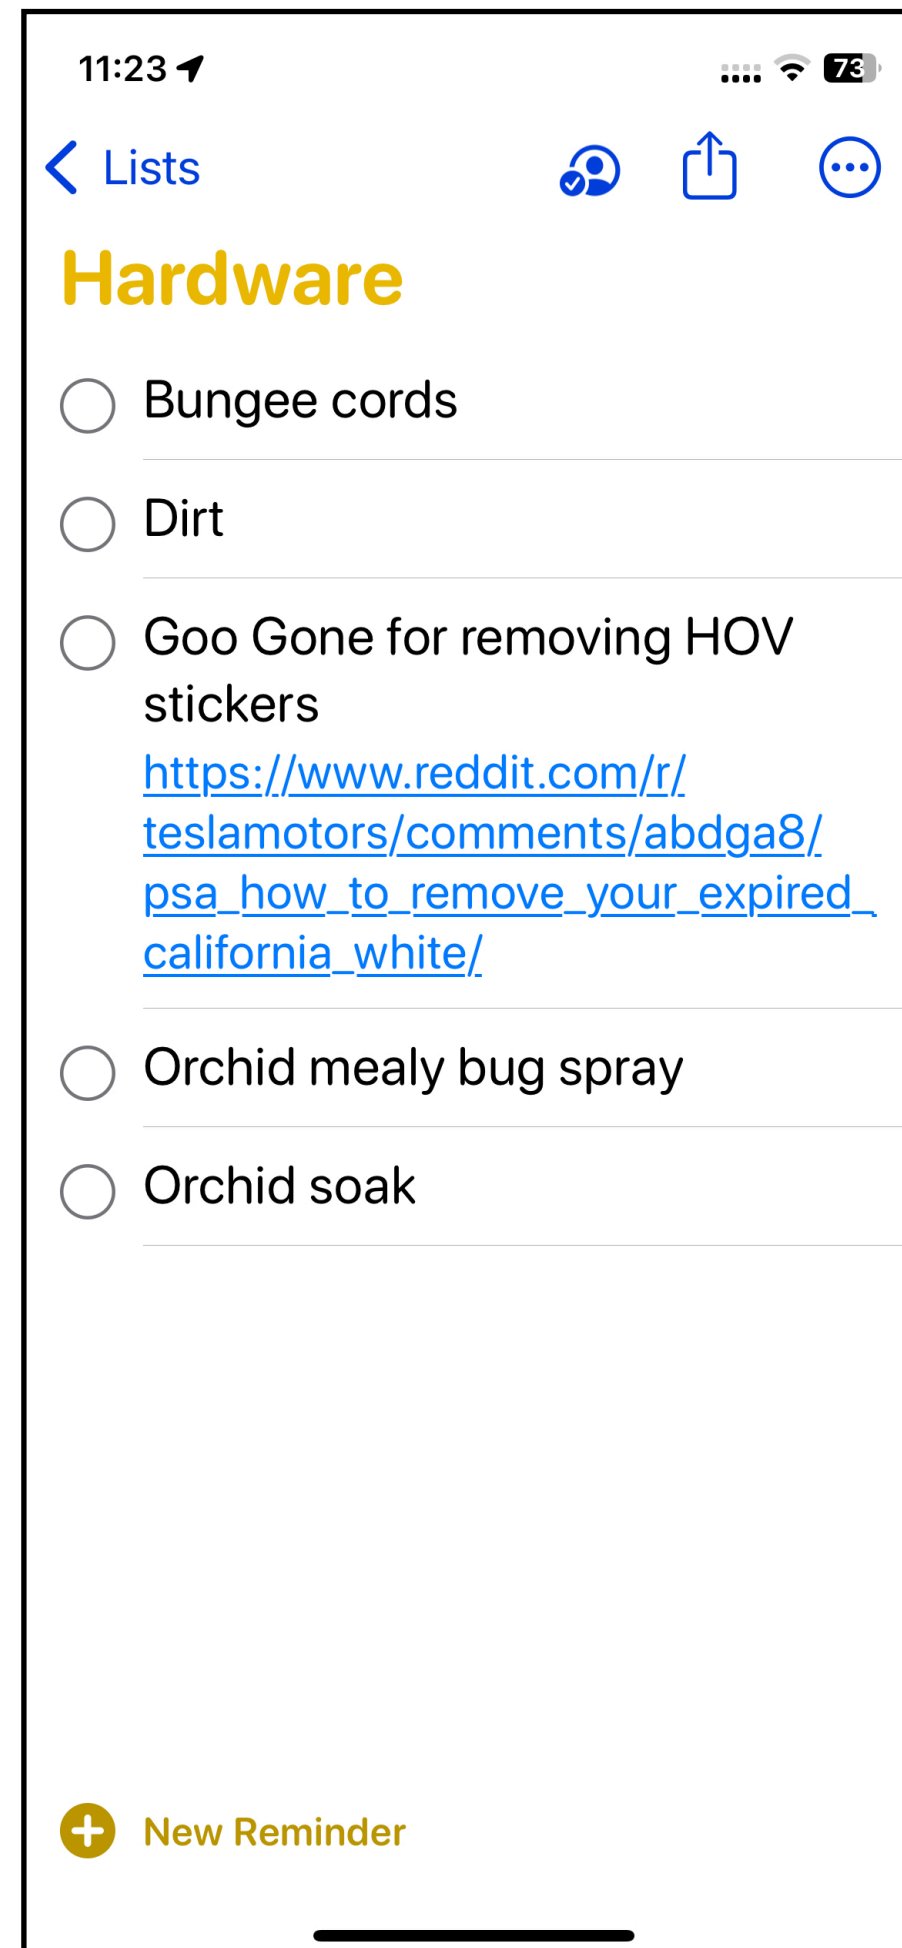 11:23
73
Lists
Hardware
Bungee cords
Dirt
Goo Gone for removing HOV
stickers
https://www.reddit.com/r/
teslamotors/comments/abdga8/
psa_how_to_remove_your_expired_
california_white/
Orchid mealy bug spray
Orchid soak
New Reminder